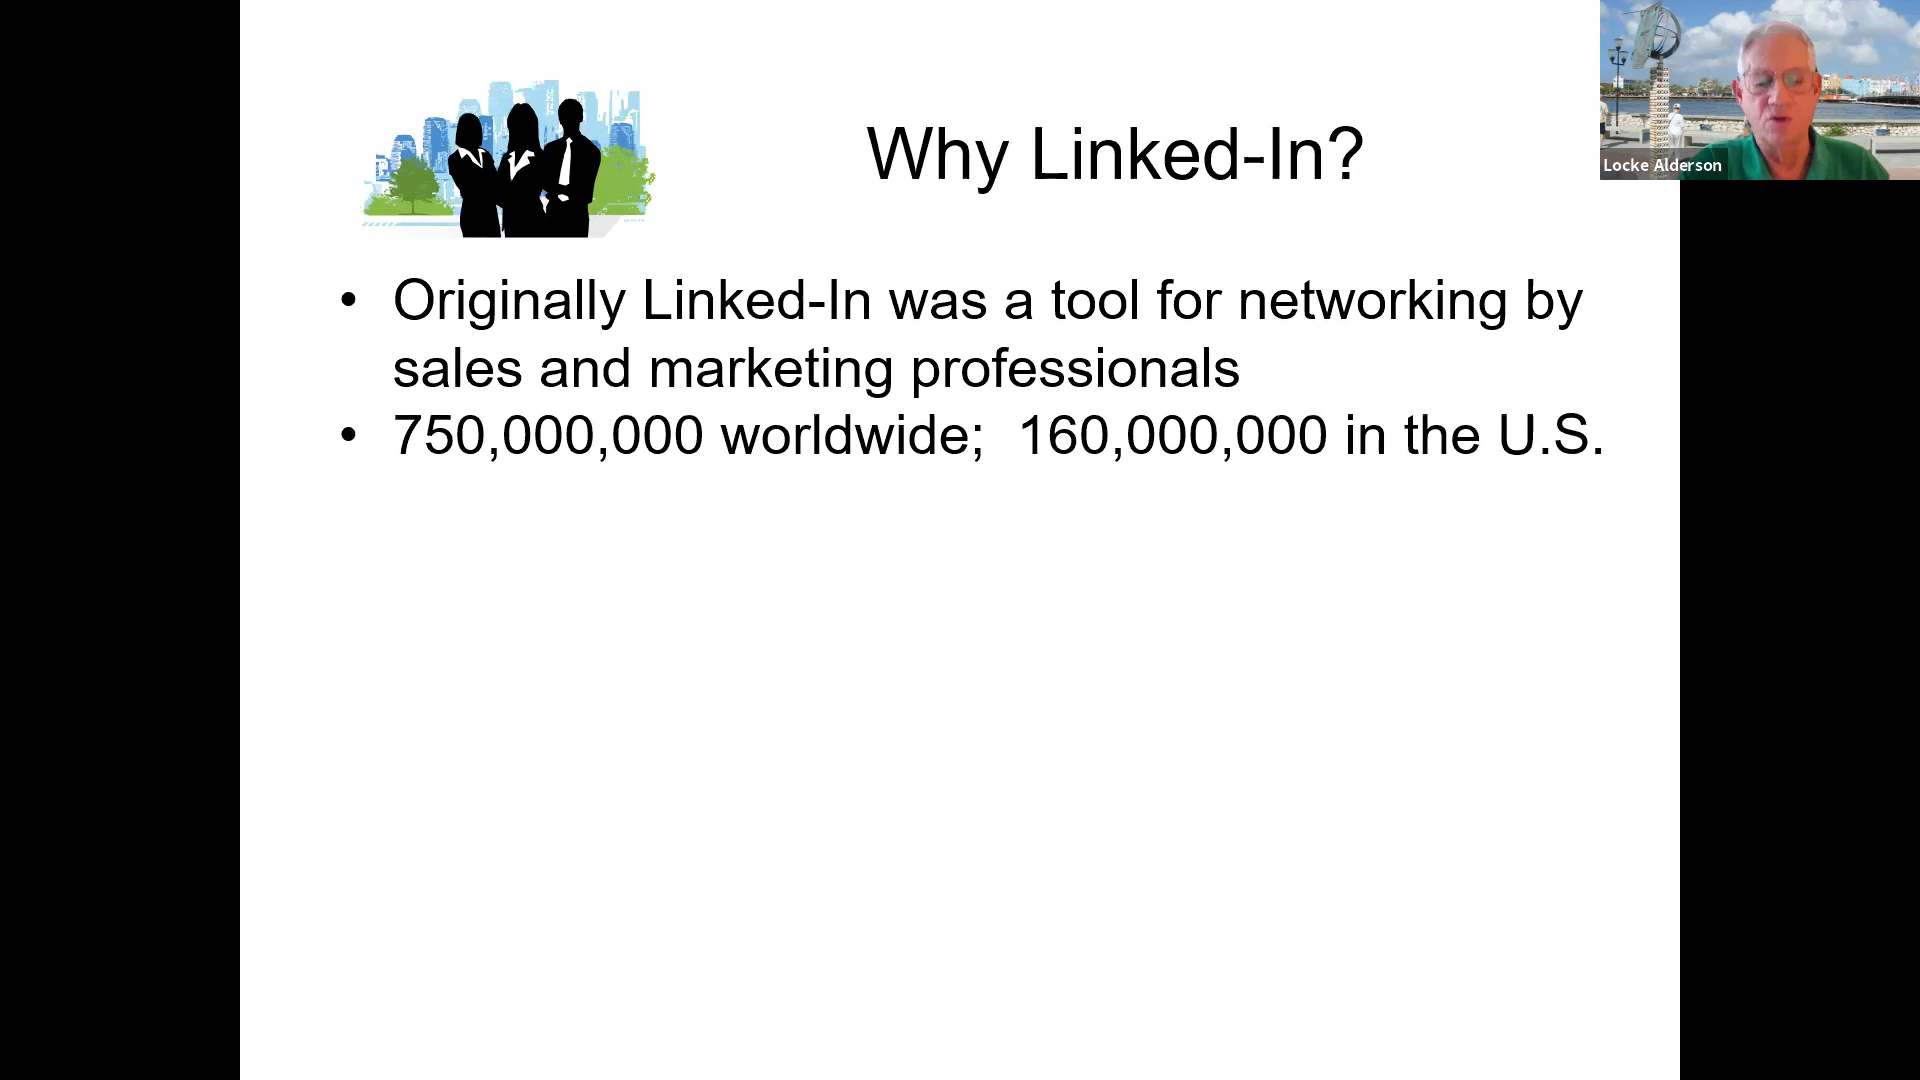 Why Linked-In?
Locke Alderson
• Originally Linked-In was a tool for networking by
sales and marketing professionals
• 750,000,000 worldwide;  160,000,000 in the U.S.